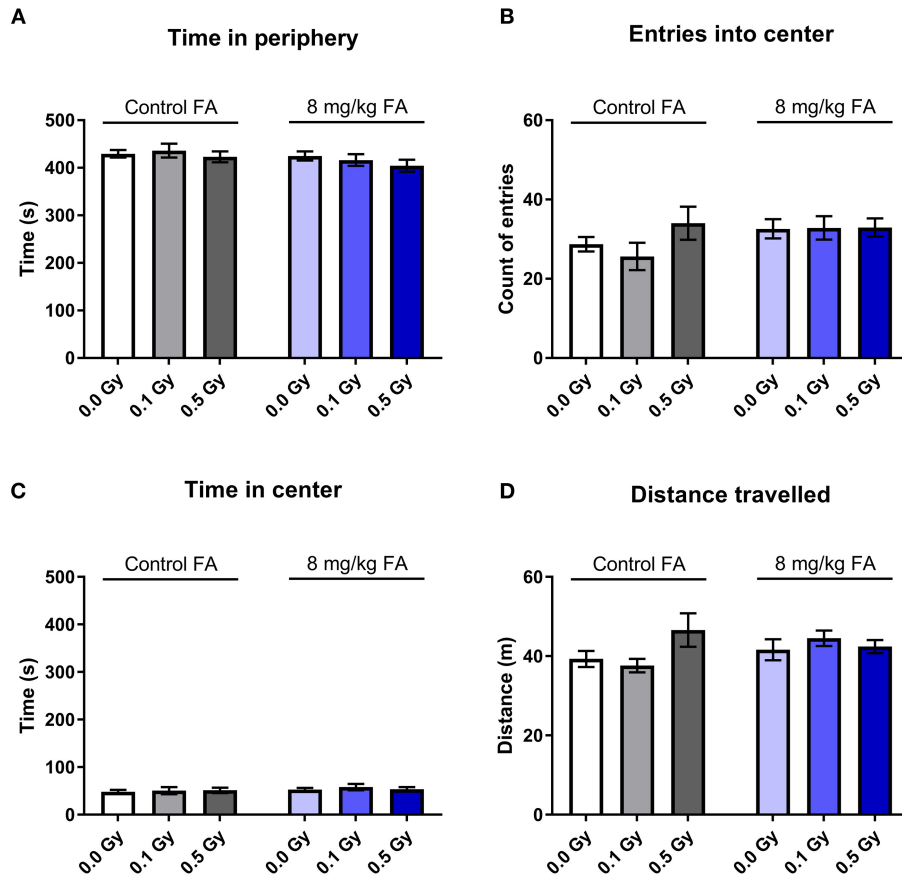 A
Time in periphery
Control FA
8 mg/kg FA
500
400
300
200
100
0
Time (s)
0.0 Gy
0.1 Gy
0.5 Gy
0.0 Gy
0.1 Gy
0.5 Gy
B
Entries into center
Control FA
8 mg/kg FA
60
40
20
0
Count of entries
0.0 Gy
0.1 Gy
0.5 Gy
0.0 Gy
0.1 Gy
0.5 Gy
C
Time in center
Control FA
8 mg/kg FA
500
400
300
200
100
0
Time (s)
0.0 Gy
0.1 Gy
0.5 Gy
0.0 Gy
0.1 Gy
0.5 Gy
D
Distance travelled
Control FA
8 mg/kg FA
60
40
20
0
Distance (m)
0.0 Gy
0.1 Gy
0.5 Gy
0.0 Gy
0.1 Gy
0.5 Gy